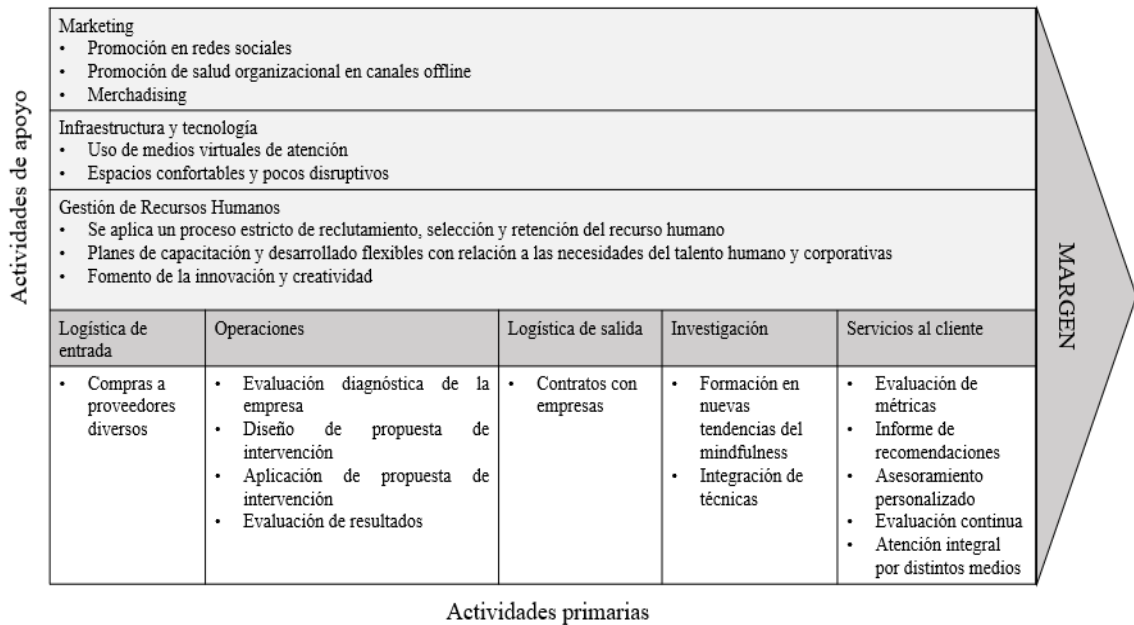 Actividades de apoyo
Marketing
• Promoción en redes sociales
• Promoción de salud organizacional en canales offline
• Merchadising
Infraestructura y tecnología
• Uso de medios virtuales de atención
• Espacios confortables y pocos disruptivos
Gestión de Recursos Humanos
• Se aplica un proceso estricto de reclutamiento, selección y retención del recurso humano
• Planes de capacitación y desarrollado flexibles con relación a las necesidades del talento humano y corporativas
• Fomento de la innovación y creatividad
MARGEN
Logística de
entrada
Operaciones
Logística de salida
Investigación
Servicios al cliente
• Compras a
proveedores
diversos
• Evaluación diagnóstica de la
empresa
• Diseño de propuesta de
intervención
• Aplicación de propuesta de
intervención
• Evaluación de resultados
• Contratos con
empresas
• Formación en
nuevas
tendencias del
mindfulness
• Integración de
técnicas
• Evaluación de
métricas
• Informe de
recomendaciones
• Asesoramiento
personalizado
• Evaluación continua
• Atención integral
por distintos medios
Actividades primarias